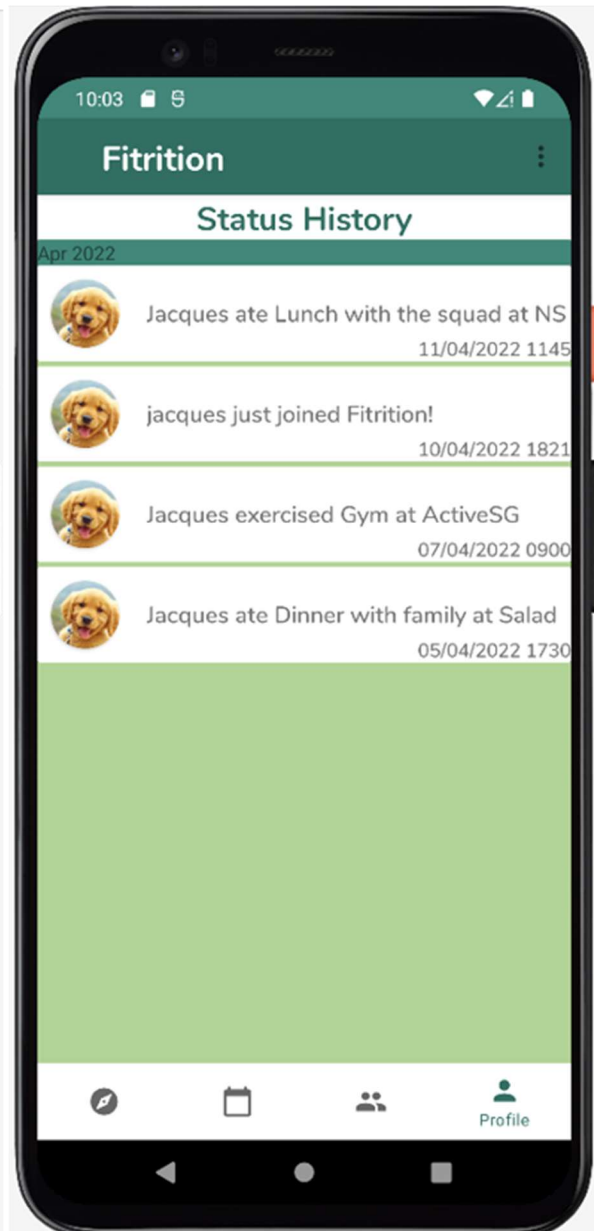 10:03
Fitrition
Status History
Apr 2022
Jacques ate Lunch with the squad at NS
11/04/2022 1145
jacques just joined Fitrition!
10/04/2022 1821
Jacques exercised Gym at ActiveSG
07/04/2022 0900
Jacques ate Dinner with family at Salad
05/04/2022 1730
Profile